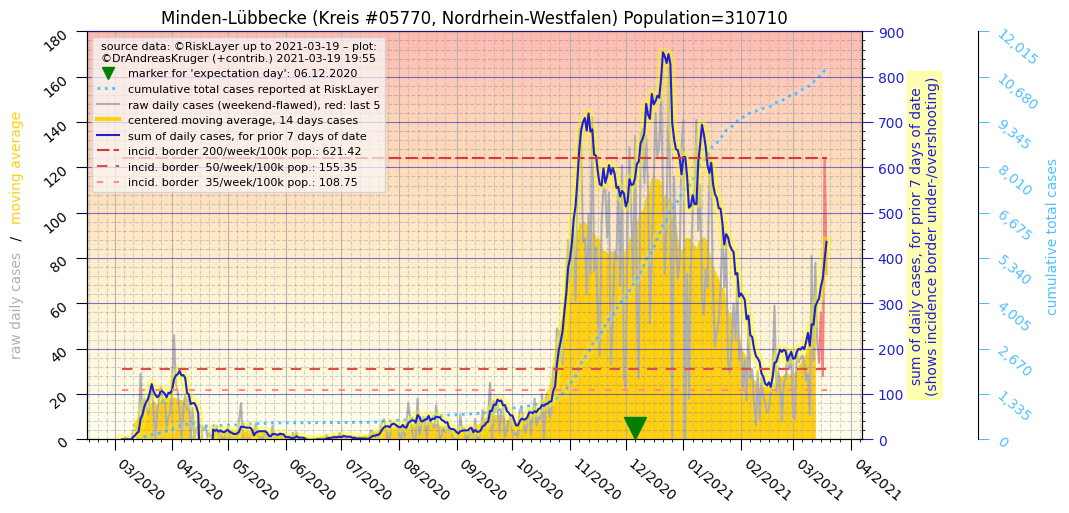 Minden-Lübbecke (Kreis #05770, Nordrhein-Westfalen) Population=310710
source data: ©RiskLayer up to 2021-03-19 – plot:
©DrAndreasKruger (+contrib.) 2021-03-19 19:55
marker for 'expectation day': 06.12.2020
cumulative total cases reported at RiskLayer
raw daily cases (weekend-flawed), red: last 5
centered moving average, 14 days cases
sum of daily cases, for prior 7 days of date
incid. border 200/week/100k pop.: 621.42
incid. border  50/week/100k pop.: 155.35
incid. border  35/week/100k pop.: 108.75
raw daily cases / moving average
180
160
140
120
100
80
60
40
20
0
03/2020
04/2020
05/2020
06/2020
07/2020
08/2020
09/2020
10/2020
11/2020
12/2020
01/2021
02/2021
03/2021
04/2021
900
800
700
600
500
400
300
200
100
0
sum of daily cases, for prior 7 days of date
(shows incidence border under-/overshooting)
12,015
10,680
9,345
8,010
6,675
5,340
4,005
2,670
1,335
0
cumulative total cases